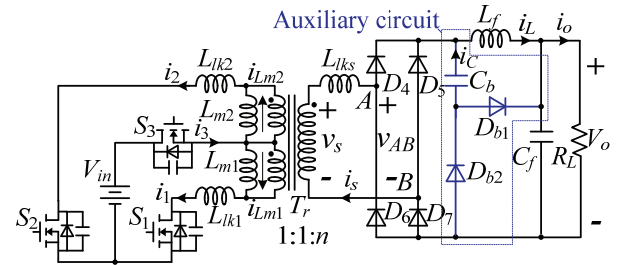 Auxiliary circuit
L_f i_L i_o
L_lk2 L_lks i_C
i_2 i_Lm2 D_4 D_5 C_b +
L_m2 A
S_3 i_3 + v_s + v_AB D_b1
L_m1 C_f R_L V_o
V_in - -B D_b2
i_1 i_s
S_2 S_1 L_lk1 i_Lm1 T_r D_6 D_7 -
1:1:n